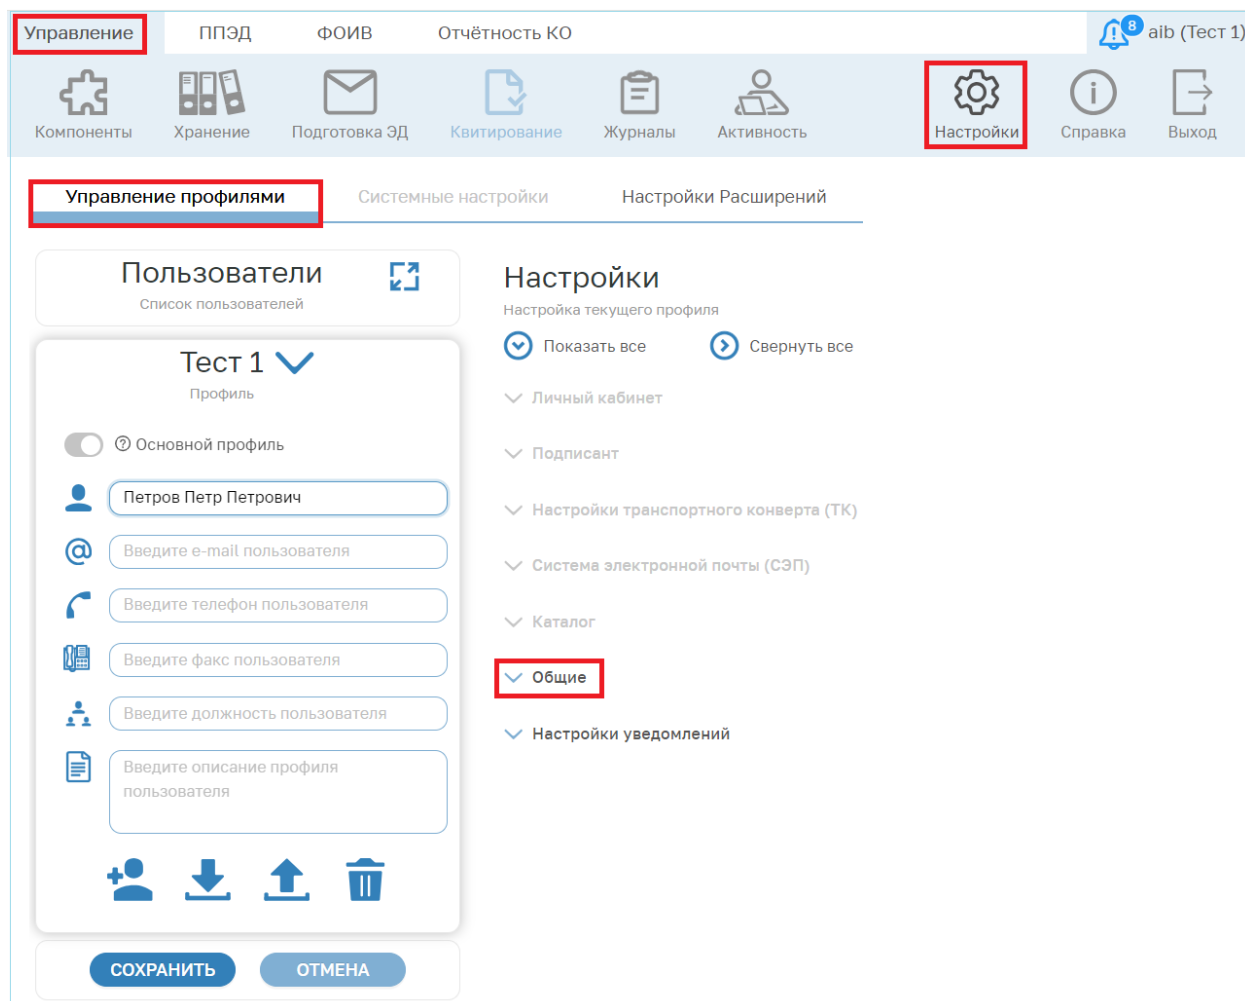 Управление ППЭД ФОИВ Отчётность КО 8 aib (Тест 1)
Компоненты Хранение Подготовка ЭД Квитирование Журналы Активность Настройки Справка Выход
Управление профилями Системные настройки Настройки Расширений
Пользователи
Список пользователей
Тест 1
Профиль
Основной профиль
Петров Петр Петрович
Введите e-mail пользователя
Введите телефон пользователя
Введите факс пользователя
Введите должность пользователя
Введите описание профиля
пользователя
СОХРАНИТЬ ОТМЕНА
Настройки
Настройка текущего профиля
Показать все Свернуть все
Личный кабинет
Подписант
Настройки транспортного конверта (ТК)
Система электронной почты (СЭП)
Каталог
Общие
Настройки уведомлений